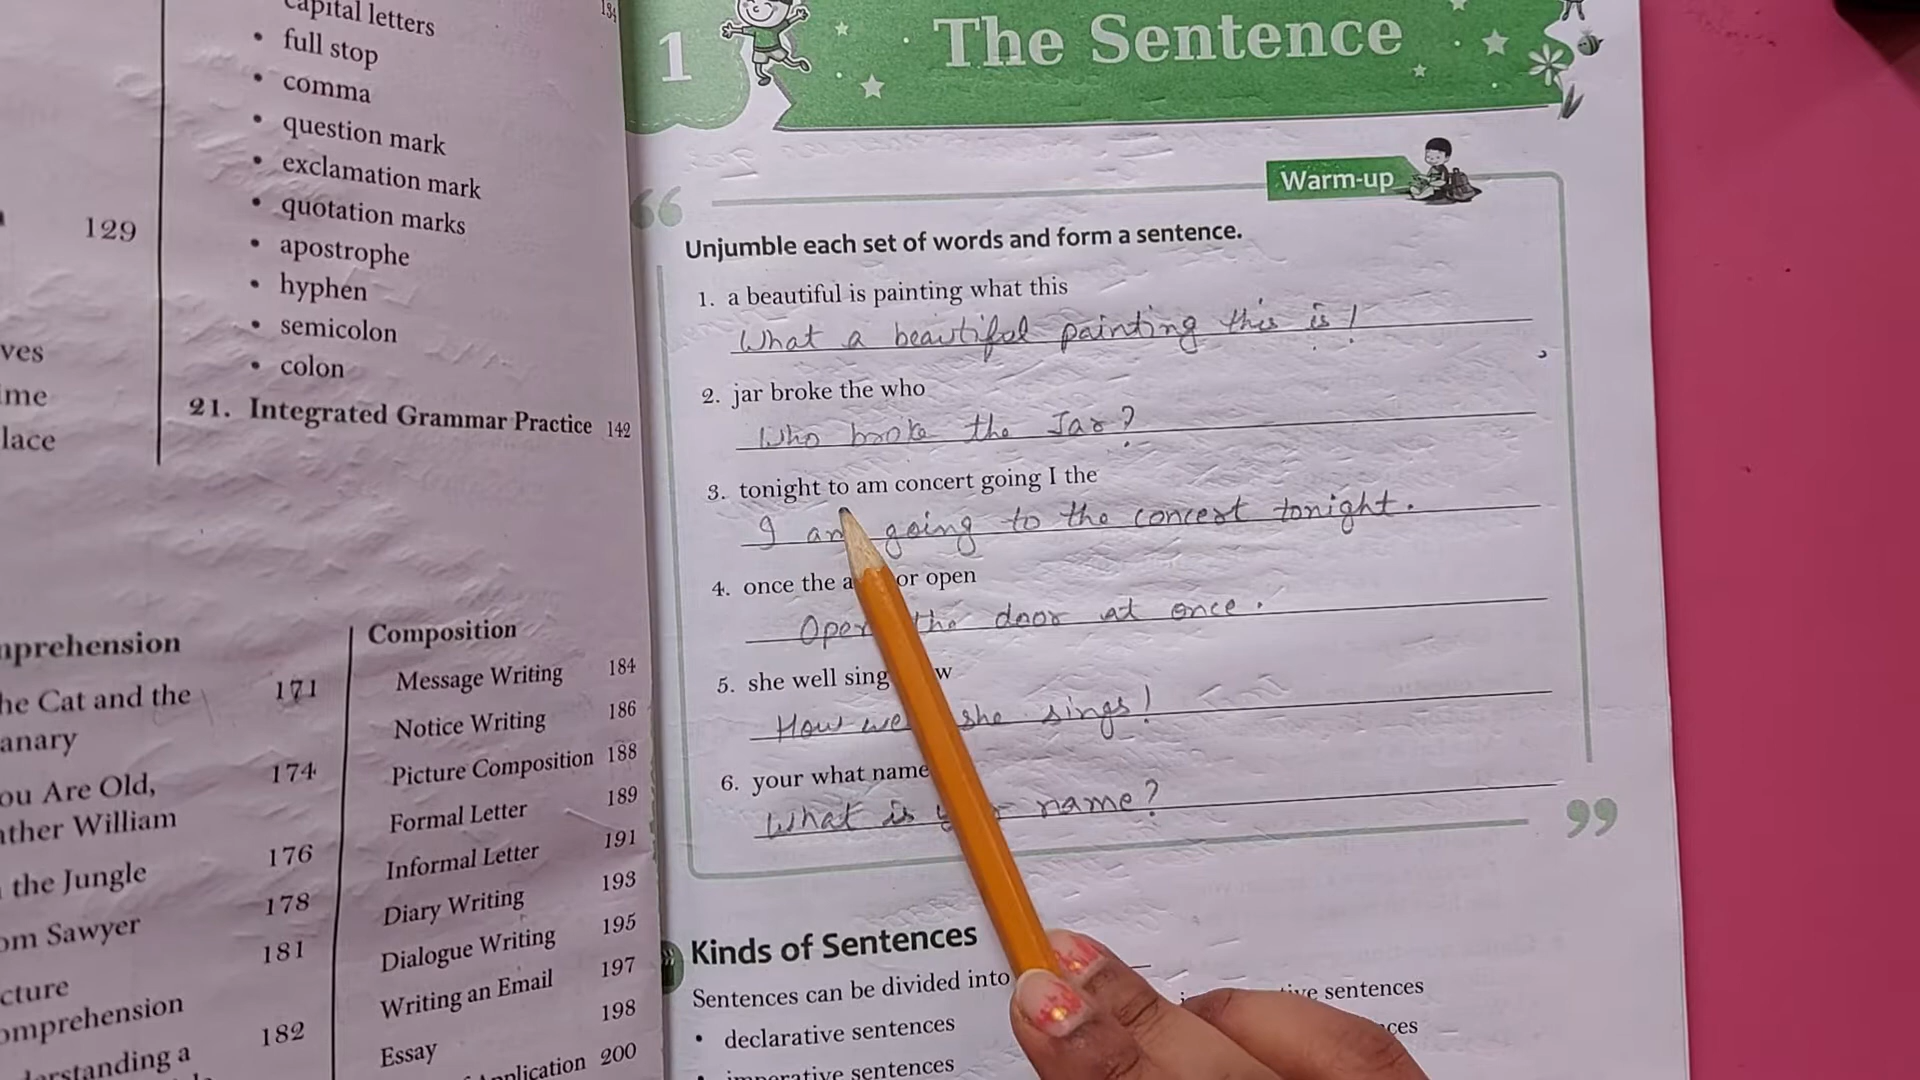 capital letters
134
• full stop
• comma
• question mark
• exclamation mark
129
• quotation marks
• apostrophe
• hyphen
• semicolon
• colon
ves
me
lace
21. Integrated Grammar Practice 142
mprehension
he Cat and the
anary
171
ou Are Old,
ather William
174
the Jungle
176
om Sawyer
178
cture
omprehension
181
derstanding a
182
Composition
Message Writing 184
Notice Writing 186
Picture Composition 188
Formal Letter 189
Informal Letter 191
Diary Writing 193
Dialogue Writing 195
Writing an Email 197
Essay 198
Application 200
1
The Sentence
Warm-up
Unjumble each set of words and form a sentence.
1. a beautiful is painting what this
What a beautiful painting this is!
2. jar broke the who
Who broke the Jar?
3. tonight to am concert going I the
I am going to the concert tonight.
4. once the a or open
Open the door at once.
5. she well sing w
How we she sings!
6. your what name
What is your name?
Kinds of Sentences
Sentences can be divided into
• declarative sentences
• imperative sentences
ive sentences
ces